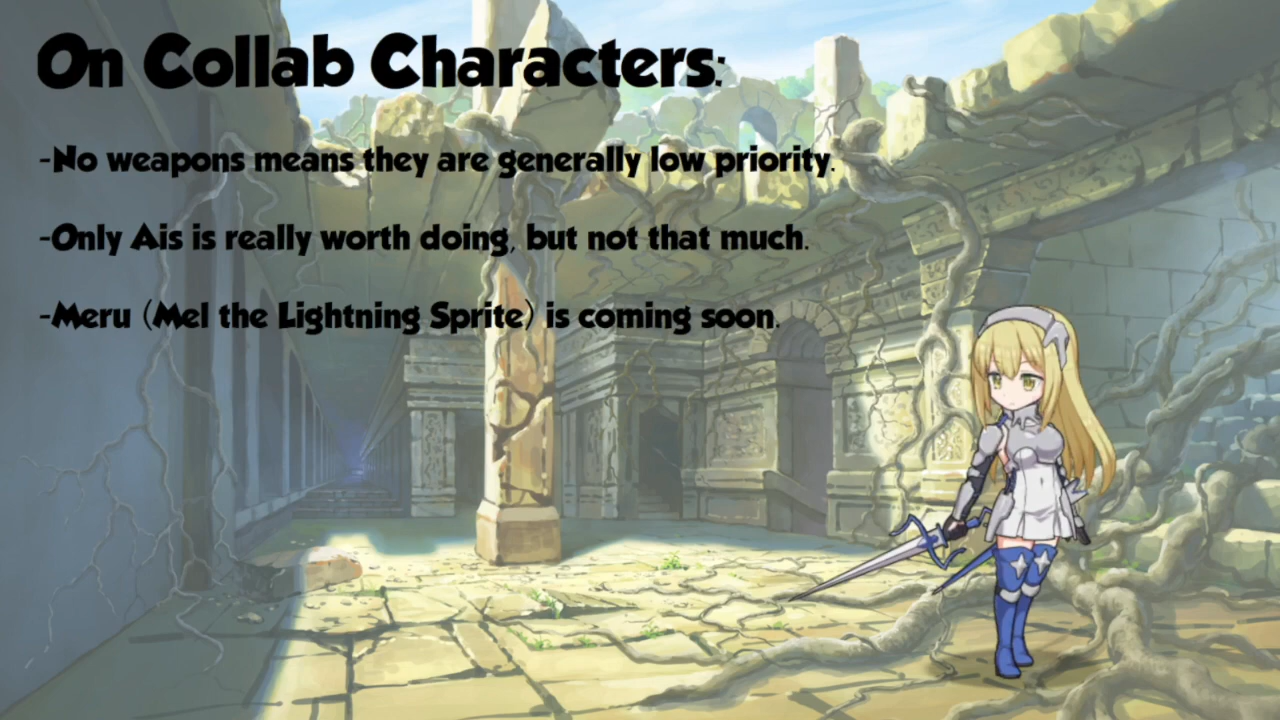 On Collab Characters:
-No weapons means they are generally low priority.
-Only Ais is really worth doing, but not that much.
-Meru (Mel the Lightning Sprite) is coming soon.